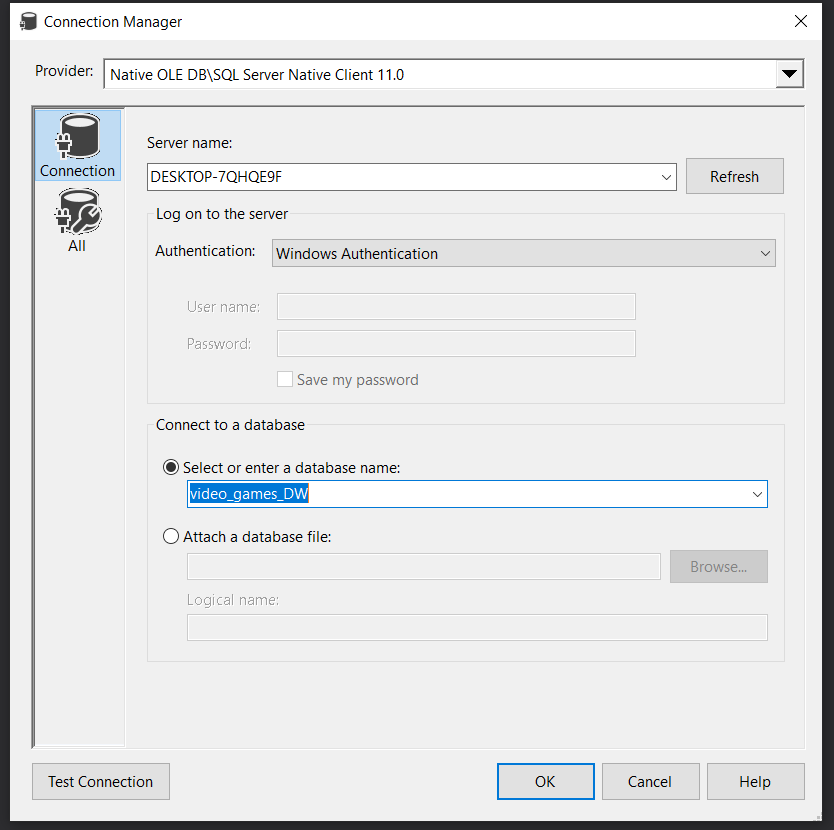 Connection Manager
Provider: Native OLE DB\SQL Server Native Client 11.0
Connection
All
Server name:
DESKTOP-7QHQE9F Refresh
Log on to the server
Authentication: Windows Authentication
User name:
Password:
Save my password
Connect to a database
Select or enter a database name:
video_games_DW
Attach a database file:
Browse...
Logical name:
Test Connection OK Cancel Help